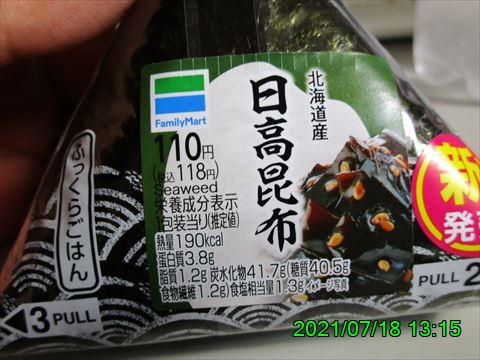 FamilyMart
北海道産
日高昆布
110円
(税込118円)
Seaweed
栄養成分表示
1包装当り(推定値)
熱量190kcal
蛋白質3.8g
脂質1.2g 炭水化物41.7g(糖質40.5g
食物繊維1.2g)食塩相当量1.3g イメージ写真
ふっくらごはん
新
発
◀3 PULL
PULL 2
2021/07/18 13:15